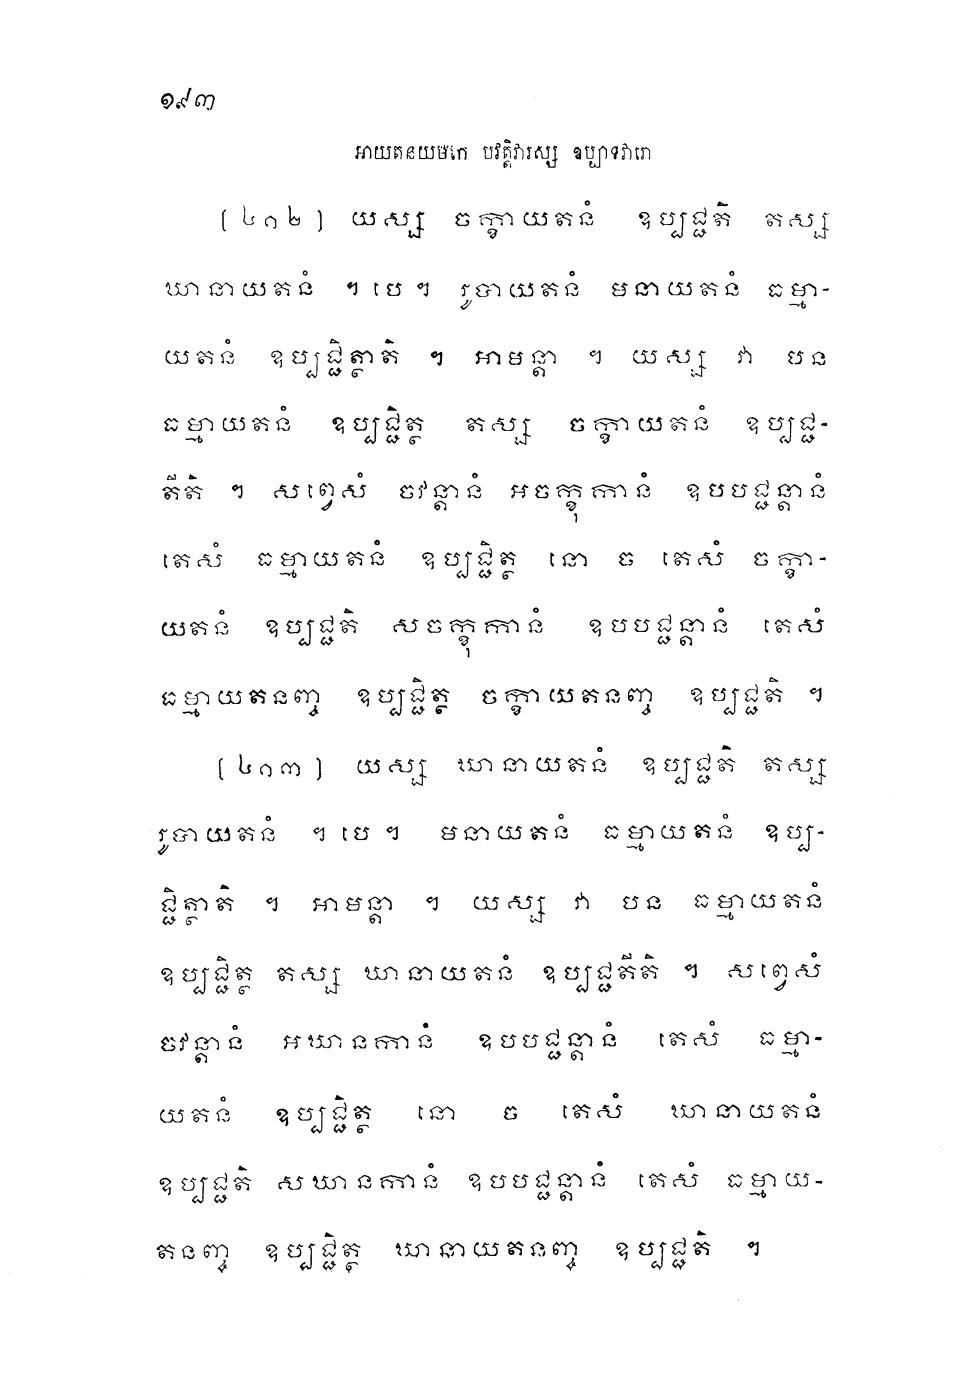 ១៩៣
អាយតនយមកេ បវត្តិវារស្ស ឧប្បាទវារោ
(៤១២) យស្ស ចក្ខាយតនំ ឧប្បជ្ជតិ តស្ស
ឃានាយតនំ ។ បេ ។ រូបាយតនំ មនាយតនំ ធម្មា-
យតនំ ឧប្បជ្ជិត្ថាតិ ។ អាមន្តា ។ យស្ស វា បន
ធម្មាយតនំ ឧប្បជ្ជិត្ថ តស្ស ចក្ខាយតនំ ឧប្បជ្ជ-
តីតិ ។ សព្វេសំ ចវន្តានំ អចក្ខុកានំ ឧបបជ្ជន្តានំ
តេសំ ធម្មាយតនំ ឧប្បជ្ជិត្ថ នោ ច តេសំ ចក្ខា-
យតនំ ឧប្បជ្ជតិ សចក្ខុកានំ ឧបបជ្ជន្តានំ តេសំ
ធម្មាយតនញ្ច ឧប្បជ្ជិត្ថ ចក្ខាយតនញ្ច ឧប្បជ្ជតិ ។
(៤១៣) យស្ស ឃានាយតនំ ឧប្បជ្ជតិ តស្ស
រូបាយតនំ ។ បេ ។ មនាយតនំ ធម្មាយតនំ ឧប្ប-
ជ្ជិត្ថាតិ ។ អាមន្តា ។ យស្ស វា បន ធម្មាយតនំ
ឧប្បជ្ជិត្ថ តស្ស ឃានាយតនំ ឧប្បជ្ជតីតិ ។ សព្វេសំ
ចវន្តានំ អឃានកានំ ឧបបជ្ជន្តានំ តេសំ ធម្មា-
យតនំ ឧប្បជ្ជិត្ថ នោ ច តេសំ ឃានាយតនំ
ឧប្បជ្ជតិ សឃានកានំ ឧបបជ្ជន្តានំ តេសំ ធម្មាយ-
តនញ្ច ឧប្បជ្ជិត្ថ ឃានាយតនញ្ច ឧប្បជ្ជតិ ។